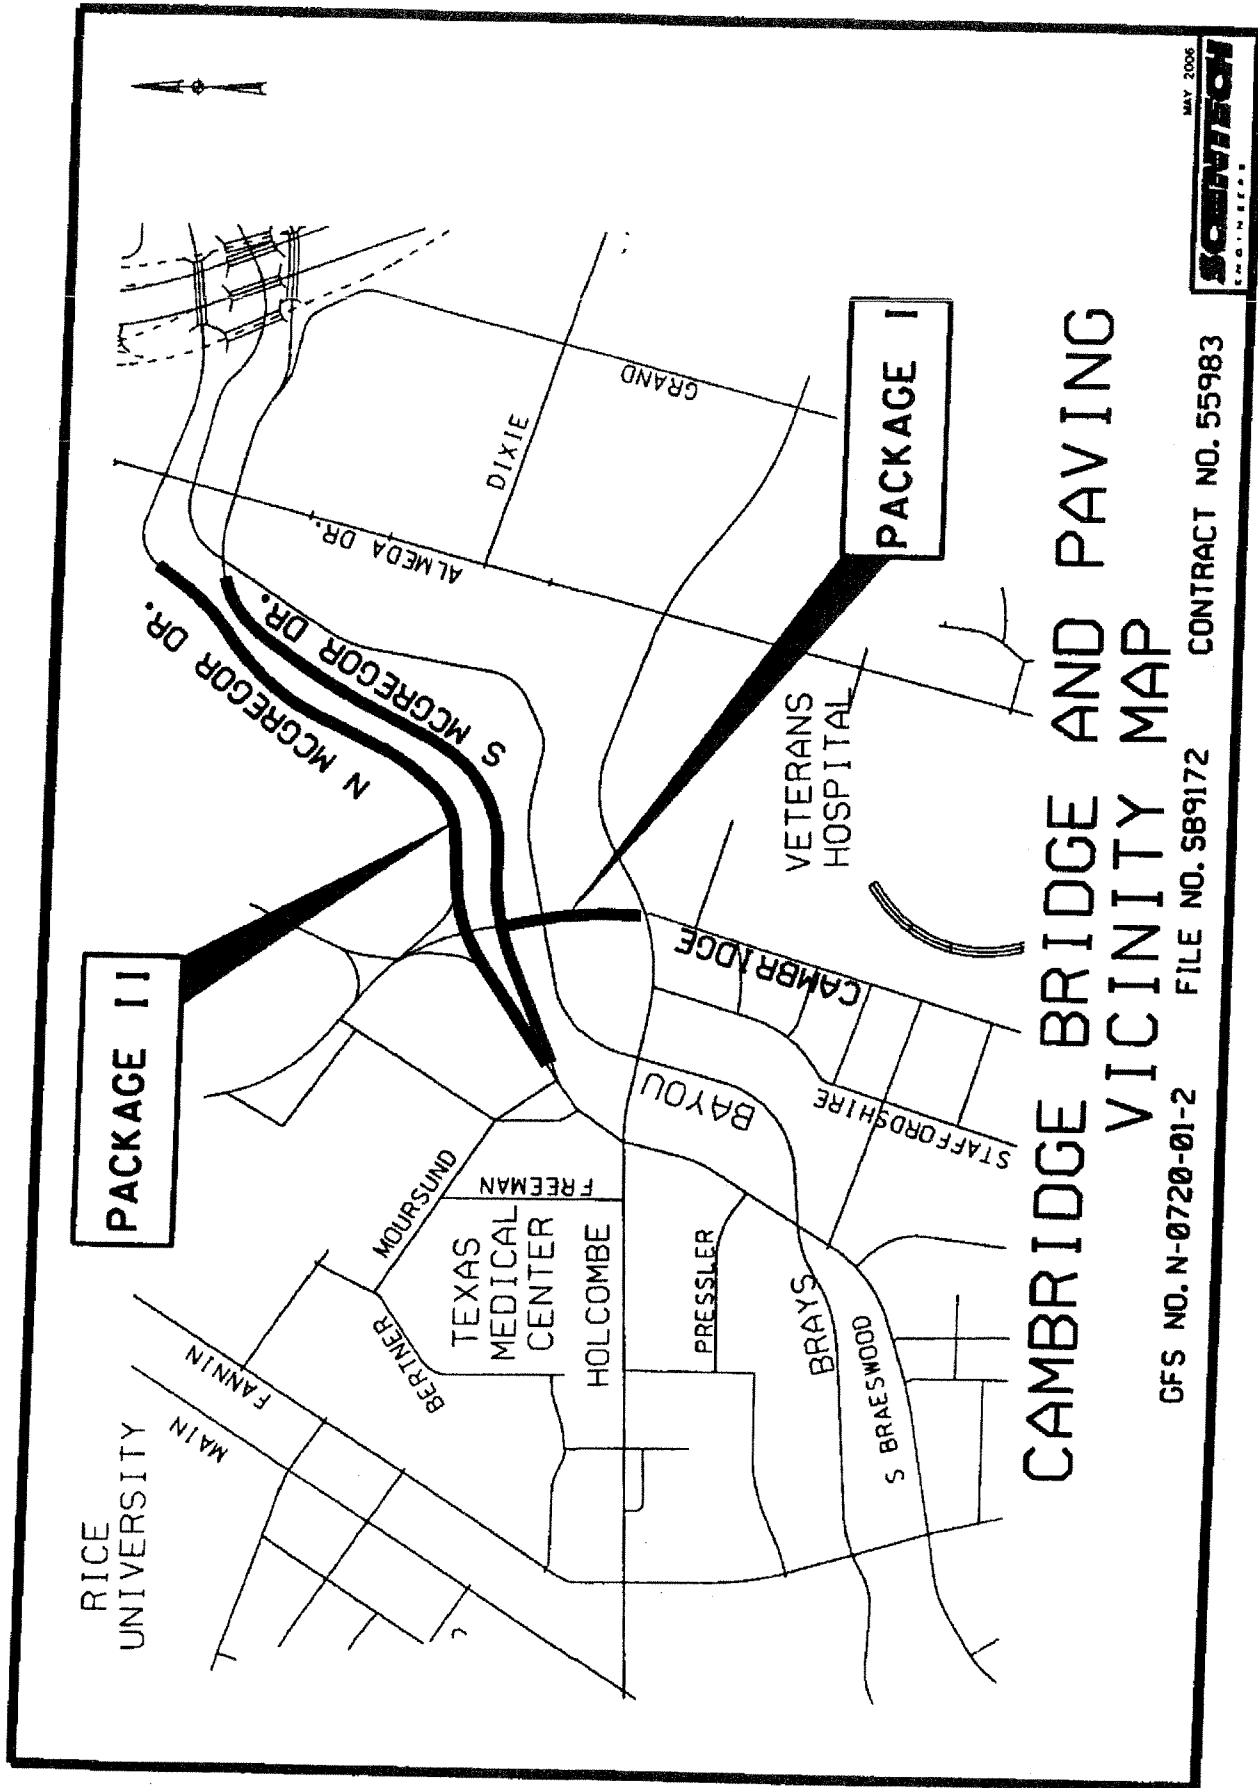 RICE
UNIVERSITY
MAIN
FANNIN
PACKAGE II
BERTNER
MOURSUND
TEXAS
MEDICAL
CENTER
FREEMAN
HOLCOMBE
PRESSLER
BRAYS
BAYOU
S BRAESWOOD
STAFFORDSHIRE
CAMBRIDGE
N MCGREGOR DR.
S MCGREGOR DR.
ALMEDA DR.
DIXIE
GRAND
VETERANS
HOSPITAL
PACKAGE I
CAMBRIDGE BRIDGE AND PAVING
VICINITY MAP
GFS NO. N-0720-01-2 FILE NO. SB9172 CONTRACT NO. 55983
MAY 2006
ENGINEERS